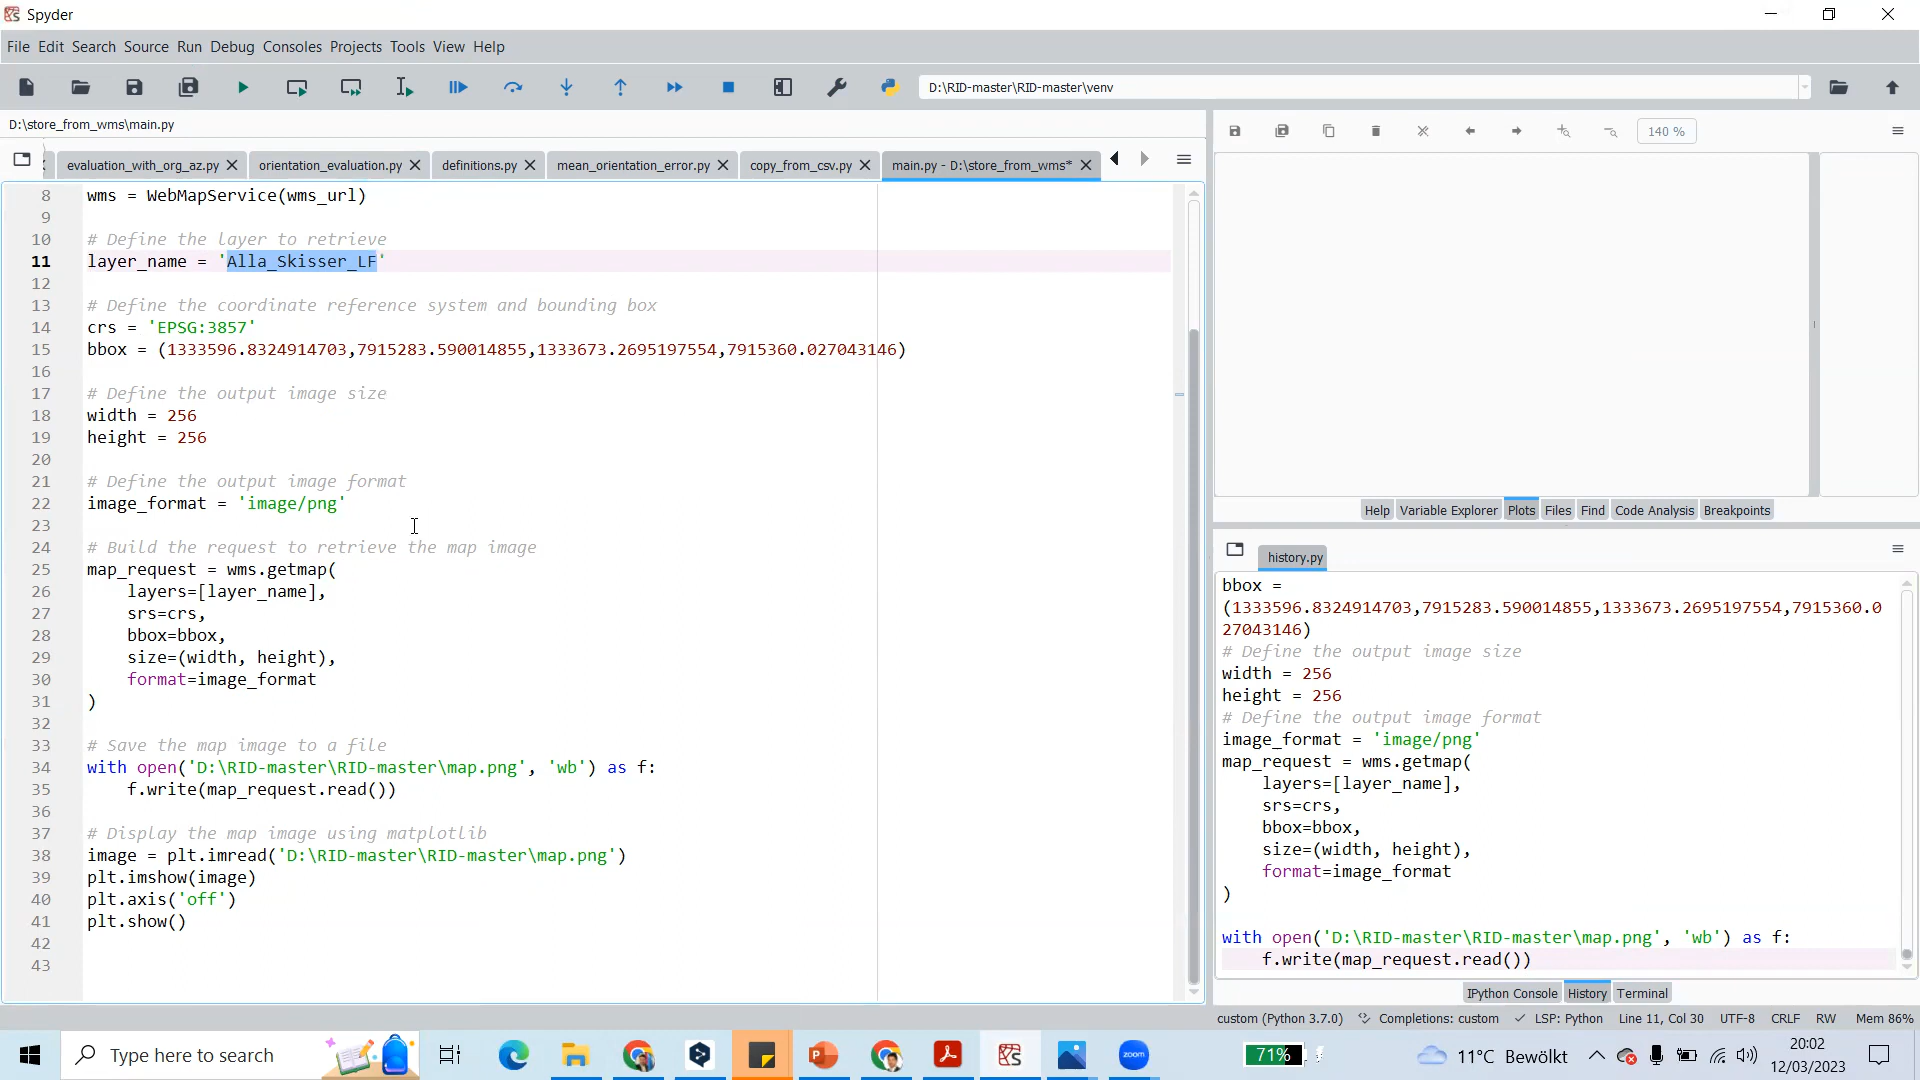 Spyder
File Edit Search Source Run Debug Consoles Projects Tools View Help
D:\RID-master\RID-master\venv
D:\store_from_wms\main.py
evaluation_with_org_az.py
orientation_evaluation.py
definitions.py
mean_orientation_error.py
copy_from_csv.py
main.py - D:\store_from_wms*
8 wms = WebMapService(wms_url)
9
10 # Define the layer to retrieve
11 layer_name = 'Alla_Skisser_LF'
12
13 # Define the coordinate reference system and bounding box
14 crs = 'EPSG:3857'
15 bbox = (1333596.8324914703,7915283.590014855,1333673.2695197554,7915360.027043146)
16
17 # Define the output image size
18 width = 256
19 height = 256
20
21 # Define the output image format
22 image_format = 'image/png'
23
24 # Build the request to retrieve the map image
25 map_request = wms.getmap(
26 layers=[layer_name],
27 srs=crs,
28 bbox=bbox,
29 size=(width, height),
30 format=image_format
31 )
32
33 # Save the map image to a file
34 with open('D:\RID-master\RID-master\map.png', 'wb') as f:
35 f.write(map_request.read())
36
37 # Display the map image using matplotlib
38 image = plt.imread('D:\RID-master\RID-master\map.png')
39 plt.imshow(image)
40 plt.axis('off')
41 plt.show()
42
43
140 %
Help Variable Explorer Plots Files Find Code Analysis Breakpoints
history.py
bbox =
(1333596.8324914703,7915283.590014855,1333673.2695197554,7915360.0
27043146)
# Define the output image size
width = 256
height = 256
# Define the output image format
image_format = 'image/png'
map_request = wms.getmap(
layers=[layer_name],
srs=crs,
bbox=bbox,
size=(width, height),
format=image_format
)
with open('D:\RID-master\RID-master\map.png', 'wb') as f:
f.write(map_request.read())
IPython Console History Terminal
custom (Python 3.7.0) Completions: custom LSP: Python Line 11, Col 30 UTF-8 CRLF RW Mem 86%
Type here to search
zoom
71%
11°C Bewölkt
20:02
12/03/2023